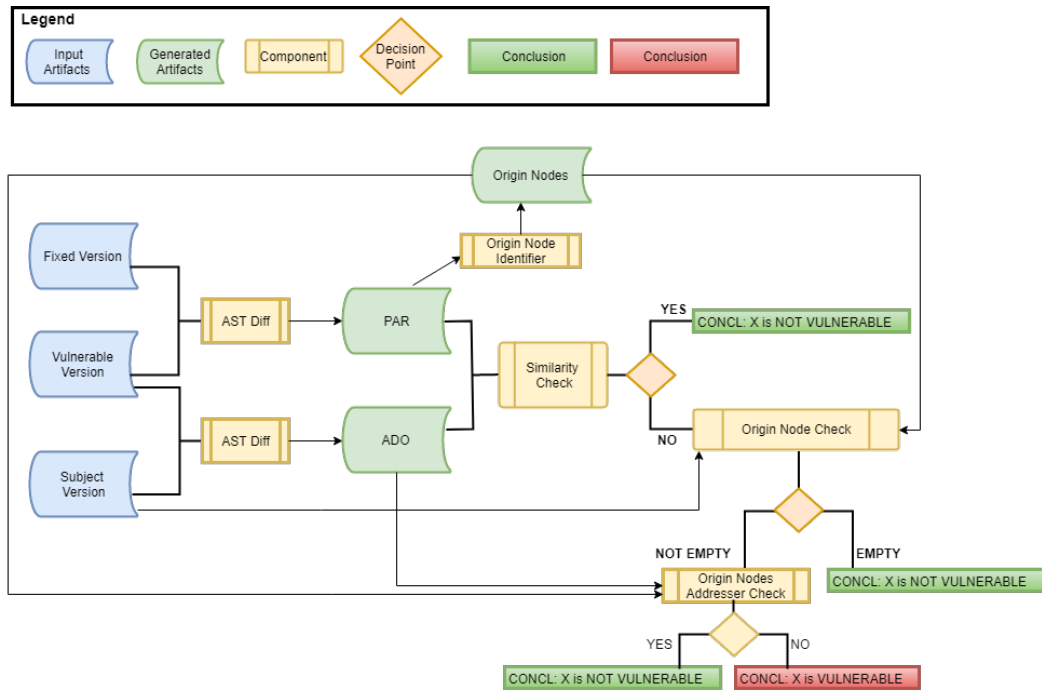 Legend
Input
Artifacts
Generated
Artifacts
Component
Decision
Point
Conclusion
Conclusion
Origin Nodes
Fixed Version
Origin Node
Identifier
AST Diff
PAR
YES
CONCL: X is NOT VULNERABLE
Vulnerable
Version
Similarity
Check
AST Diff
ADO
NO
Origin Node Check
Subject
Version
NOT EMPTY
EMPTY
Origin Nodes
Addresser Check
CONCL: X is NOT VULNERABLE
YES
NO
CONCL: X is NOT VULNERABLE
CONCL: X is VULNERABLE